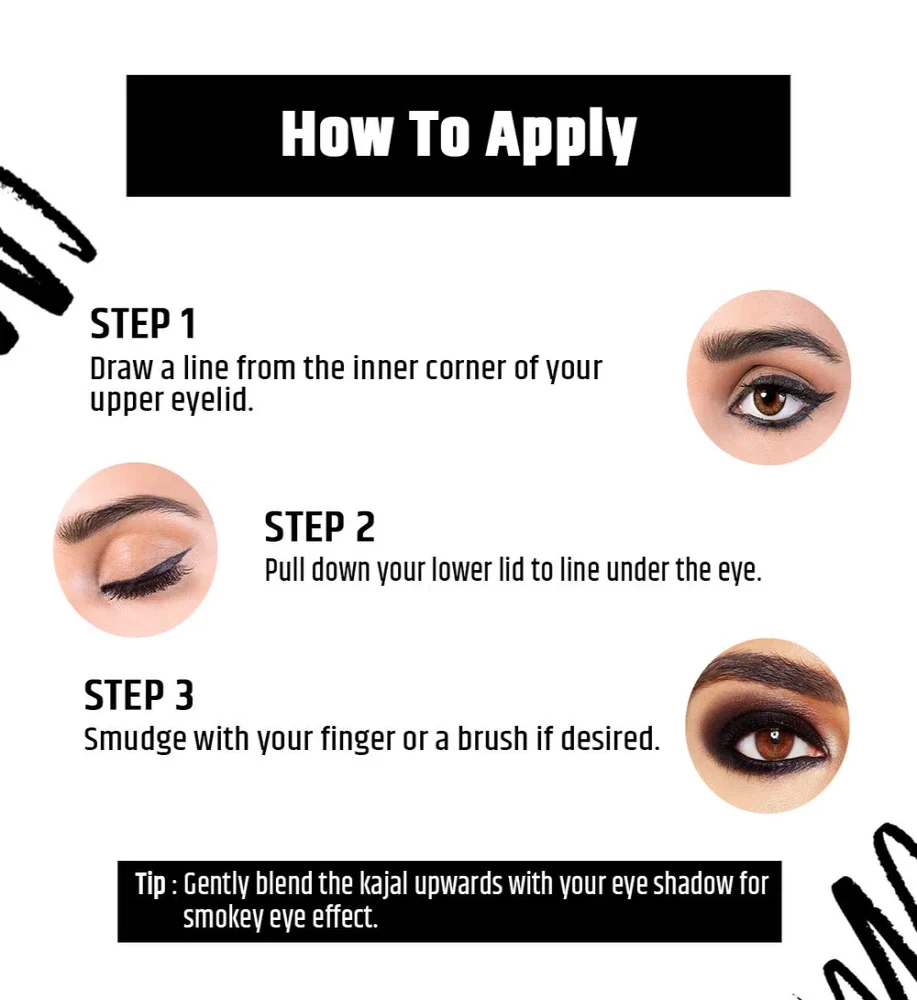 How To Apply
STEP 1
Draw a line from the inner corner of your
upper eyelid.
STEP 2
Pull down your lower lid to line under the eye.
STEP 3
Smudge with your finger or a brush if desired.
Tip : Gently blend the kajal upwards with your eye shadow for
smokey eye effect.